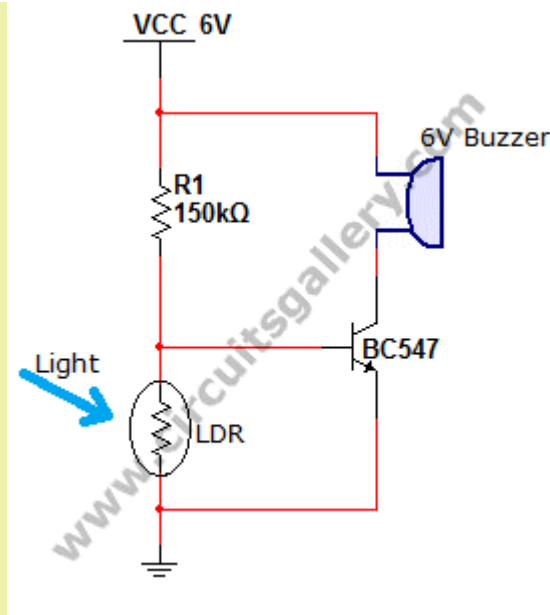 VCC 6V
6V Buzzer
R1
150kΩ
BC547
Light
LDR
www.circuitsgallery.com